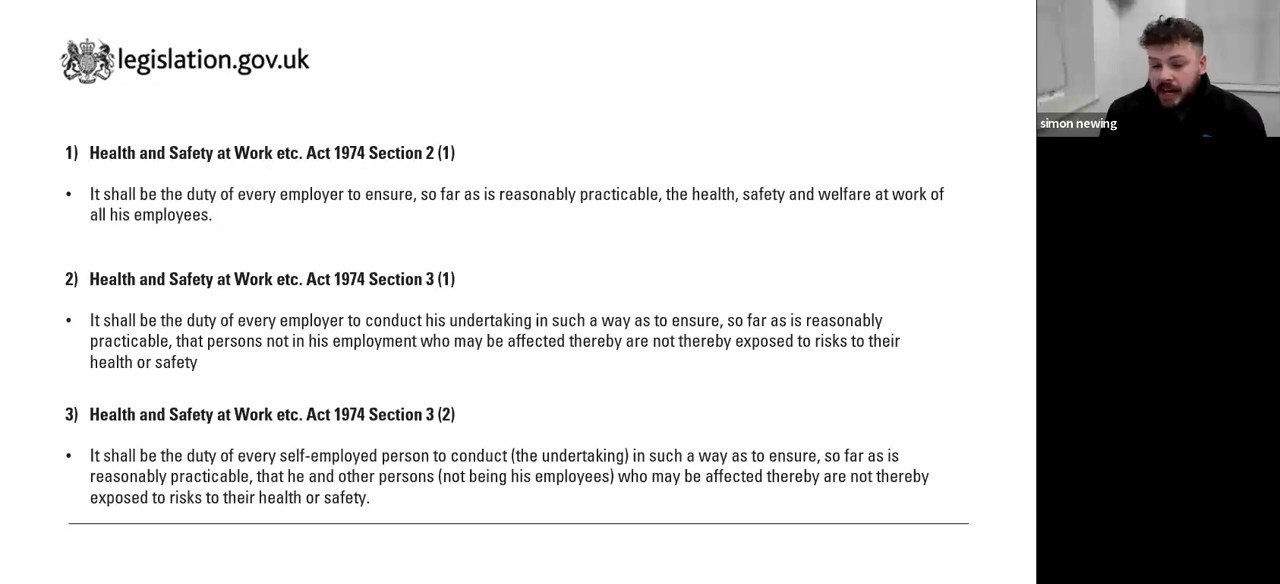 legislation.gov.uk
1) Health and Safety at Work etc. Act 1974 Section 2 (1)
• It shall be the duty of every employer to ensure, so far as is reasonably practicable, the health, safety and welfare at work of
all his employees.
2) Health and Safety at Work etc. Act 1974 Section 3 (1)
• It shall be the duty of every employer to conduct his undertaking in such a way as to ensure, so far as is reasonably
practicable, that persons not in his employment who may be affected thereby are not thereby exposed to risks to their
health or safety
3) Health and Safety at Work etc. Act 1974 Section 3 (2)
• It shall be the duty of every self-employed person to conduct (the undertaking) in such a way as to ensure, so far as is
reasonably practicable, that he and other persons (not being his employees) who may be affected thereby are not thereby
exposed to risks to their health or safety.
simon newing